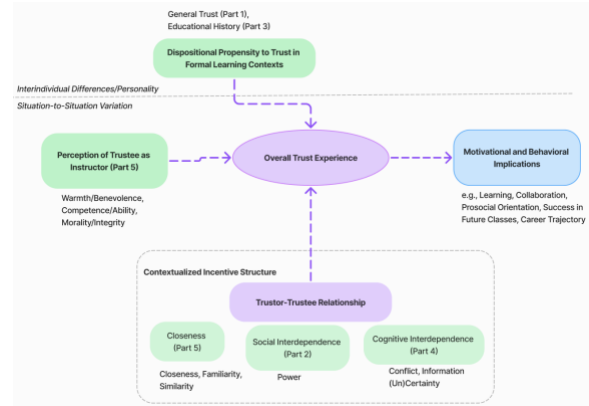 General Trust (Part 1),
Educational History (Part 3)
Dispositional Propensity to Trust in
Formal Learning Contexts
Interindividual Differences/Personality
Situation-to-Situation Variation
Perception of Trustee as
Instructor (Part 5)
Overall Trust Experience
Motivational and Behavioral
Implications
Warmth/Benevolence,
Competence/Ability,
Morality/Integrity
e.g., Learning, Collaboration,
Prosocial Orientation, Success in
Future Classes, Career Trajectory
Contextualized Incentive Structure
Trustor-Trustee Relationship
Closeness
(Part 5)
Social Interdependence
(Part 2)
Cognitive Interdependence
(Part 4)
Closeness, Familiarity,
Similarity
Power
Conflict, Information
(Un)Certainty